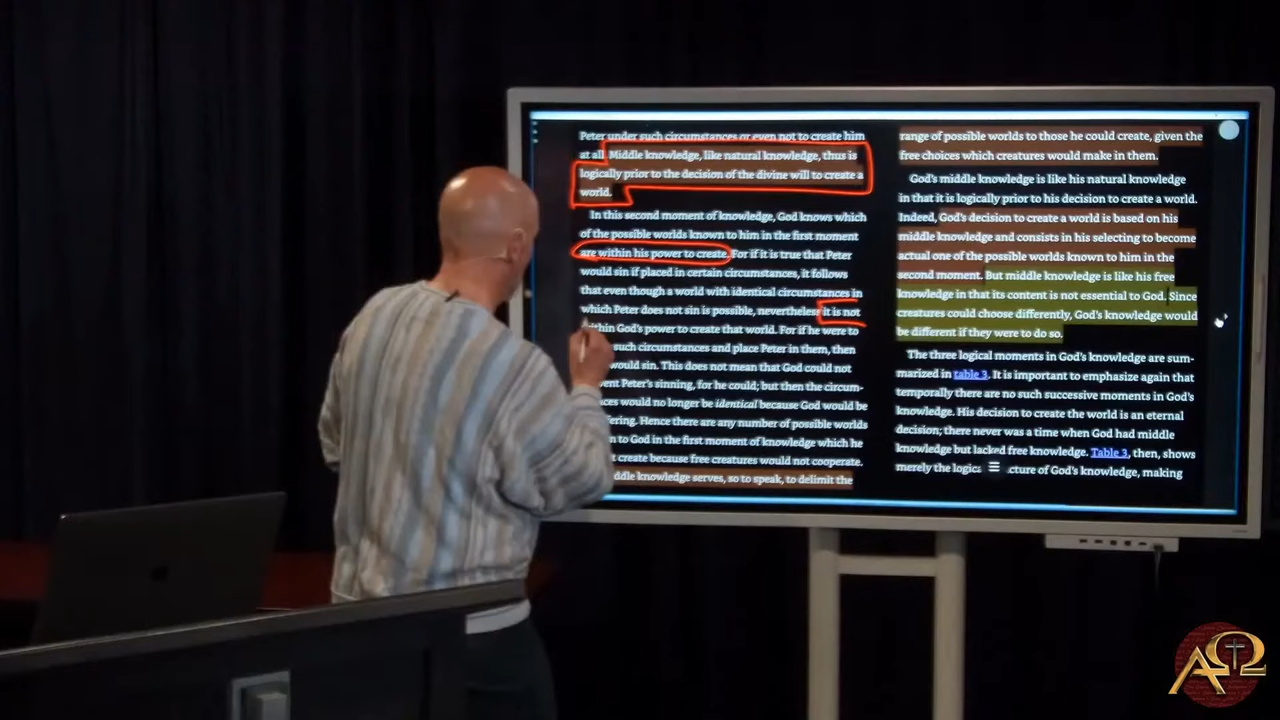 Peter under such circumstances or even not to create him
at all. Middle knowledge, like natural knowledge, thus is
logically prior to the decision of the divine will to create a
world.
In this second moment of knowledge, God knows which
of the possible worlds known to him in the first moment
are within his power to create. For if it is true that Peter
would sin if placed in certain circumstances, it follows
that even though a world with identical circumstances in
which Peter does not sin is possible, nevertheless it is not
within God's power to create that world. For if he were to
such circumstances and place Peter in them, then
would sin. This does not mean that God could not
ent Peter's sinning, for he could; but then the circum-
ces would no longer be identical because God would be
fering. Hence there are any number of possible worlds
n to God in the first moment of knowledge which he
t create because free creatures would not cooperate.
ddle knowledge serves, so to speak, to delimit the
range of possible worlds to those he could create, given the
free choices which creatures would make in them.
God's middle knowledge is like his natural knowledge
in that it is logically prior to his decision to create a world.
Indeed, God's decision to create a world is based on his
middle knowledge and consists in his selecting to become
actual one of the possible worlds known to him in the
second moment. But middle knowledge is like his free
knowledge in that its content is not essential to God. Since
creatures could choose differently, God's knowledge would
be different if they were to do so.
The three logical moments in God's knowledge are sum-
marized in table 3. It is important to emphasize again that
temporally there are no such successive moments in God's
knowledge. His decision to create the world is an eternal
decision; there never was a time when God had middle
knowledge but lacked free knowledge. Table 3, then, shows
merely the logica cture of God's knowledge, making
ΑΩ